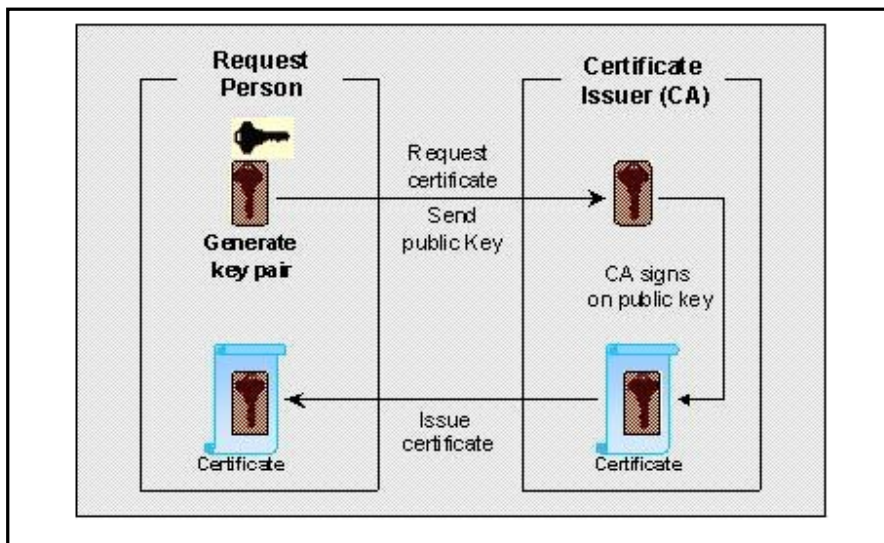 Request
Person
Certificate
Issuer (CA)
Request
certificate
Send
public Key
Generate
key pair
CA signs
on public key
Issue
certificate
Certificate
Certificate